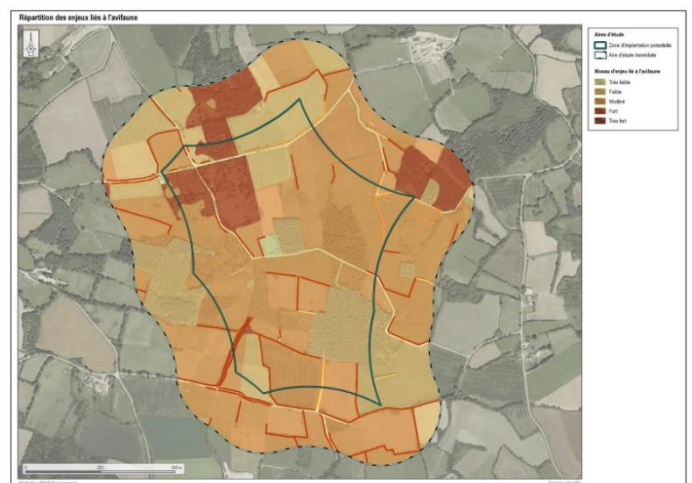 Répartition des enjeux liés à l'avifaune
Aires d'étude
Zone d'implantation potentielle
Aire d'étude immédiate
Niveau d'enjeu lié à l'avifaune
Très faible
Faible
Modéré
Fort
Très fort